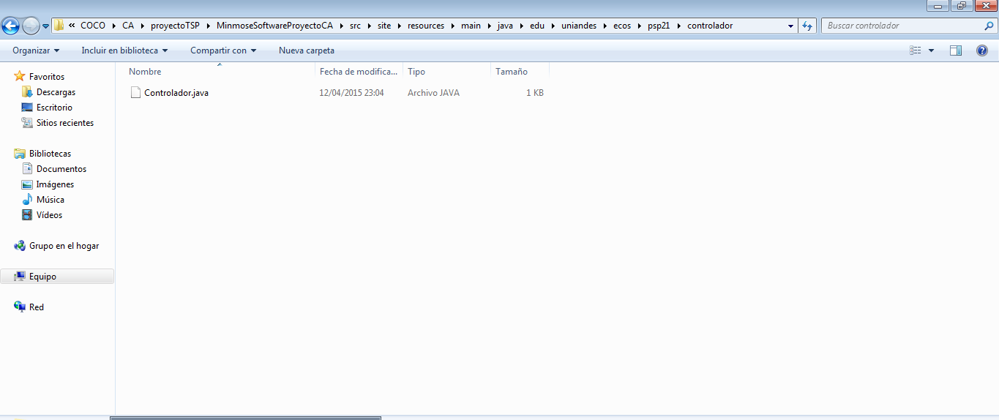 « COCO ▸ CA ▸ proyectoTSP ▸ MinmoseSoftwareProyectoCA ▸ src ▸ site ▸ resources ▸ main ▸ java ▸ edu ▸ uniandes ▸ ecos ▸ psp21 ▸ controlador
Buscar controlador
Organizar Incluir en biblioteca Compartir con Nueva carpeta
Nombre Fecha de modifica... Tipo Tamaño
Controlador.java 12/04/2015 23:04 Archivo JAVA 1 KB
Favoritos
Descargas
Escritorio
Sitios recientes
Bibliotecas
Documentos
Imágenes
Música
Vídeos
Grupo en el hogar
Equipo
Red